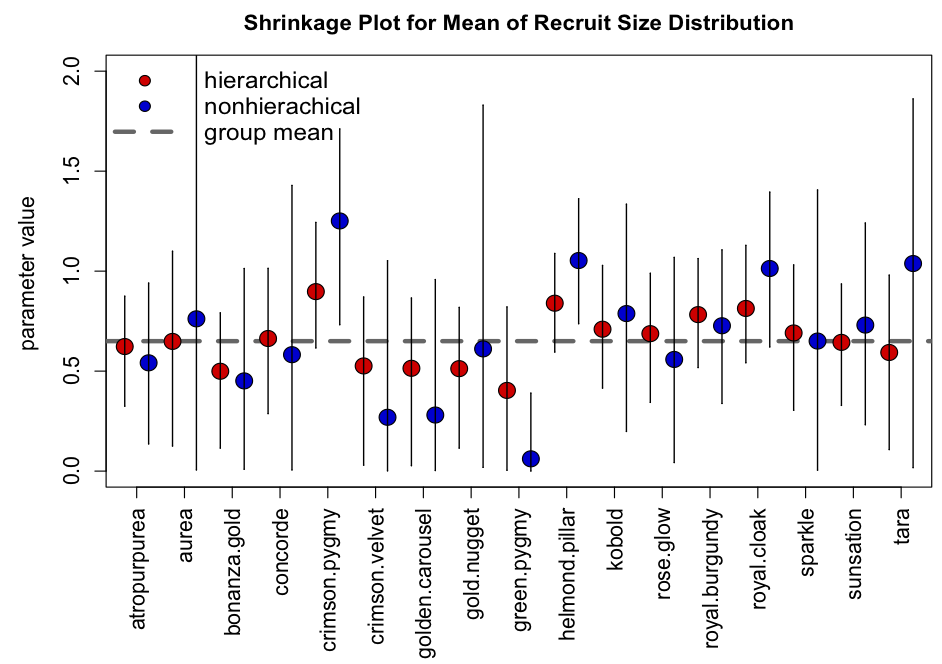 Shrinkage Plot for Mean of Recruit Size Distribution
hierarchical
nonhierachical
group mean
parameter value
2.0
1.5
1.0
0.5
0.0
atropurpurea
aurea
bonanza.gold
concorde
crimson.pygmy
crimson.velvet
golden.carousel
gold.nugget
green.pygmy
helmond.pillar
kobold
rose.glow
royal.burgundy
royal.cloak
sparkle
sunsation
tara